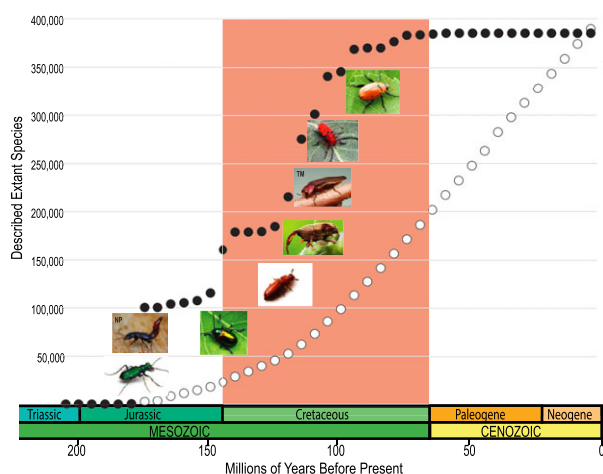 400,000
350,000
300,000
250,000
200,000
150,000
100,000
50,000
Described Extant Species
TM
NP
Triassic Jurassic Cretaceous Paleogene Neogene
MESOZOIC CENOZOIC
200 150 100 50 0
Millions of Years Before Present